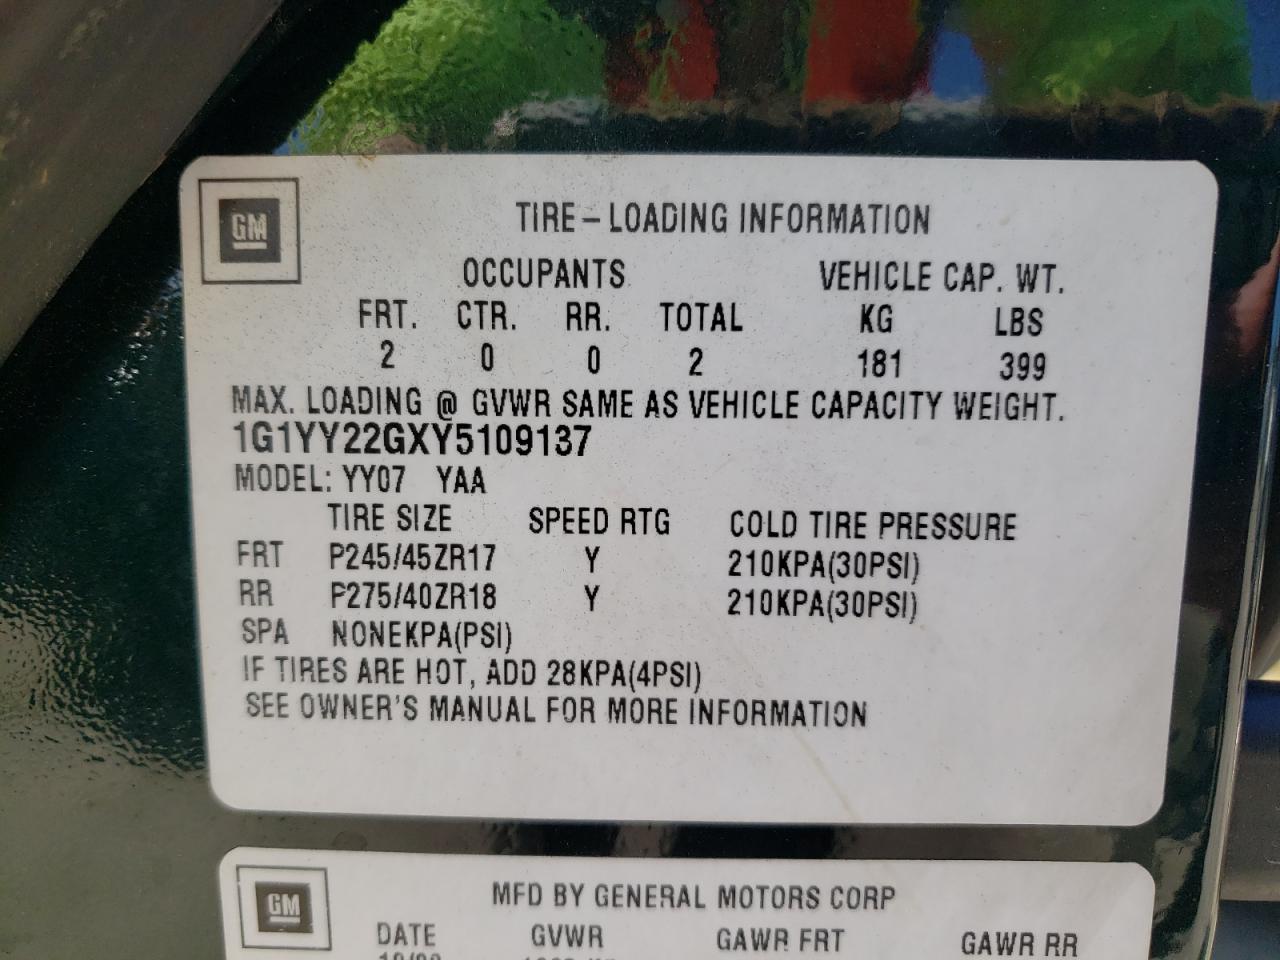 GM
TIRE – LOADING INFORMATION
OCCUPANTS VEHICLE CAP. WT.
FRT. CTR. RR. TOTAL KG LBS
2 0 0 2 181 399
MAX. LOADING @ GVWR SAME AS VEHICLE CAPACITY WEIGHT.
1G1YY22GXY5109137
MODEL: YY07 YAA
TIRE SIZE SPEED RTG COLD TIRE PRESSURE
FRT P245/45ZR17 Y 210KPA(30PSI)
RR P275/40ZR18 Y 210KPA(30PSI)
SPA NONEKPA(PSI)
IF TIRES ARE HOT, ADD 28KPA(4PSI)
SEE OWNER'S MANUAL FOR MORE INFORMATION
GM
MFD BY GENERAL MOTORS CORP
DATE GVWR GAWR FRT GAWR RR